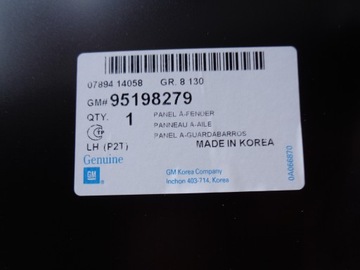 07894 14058 GR. 8 130
GM# 95198279
QTY. 1
PANEL A-FENDER
PANNEAU A-AILE
PANEL A-GUARDABARROS
LH (P2T) MADE IN KOREA
Genuine
GM
GM Korea Company
Inchon 403-714, Korea
0A066870